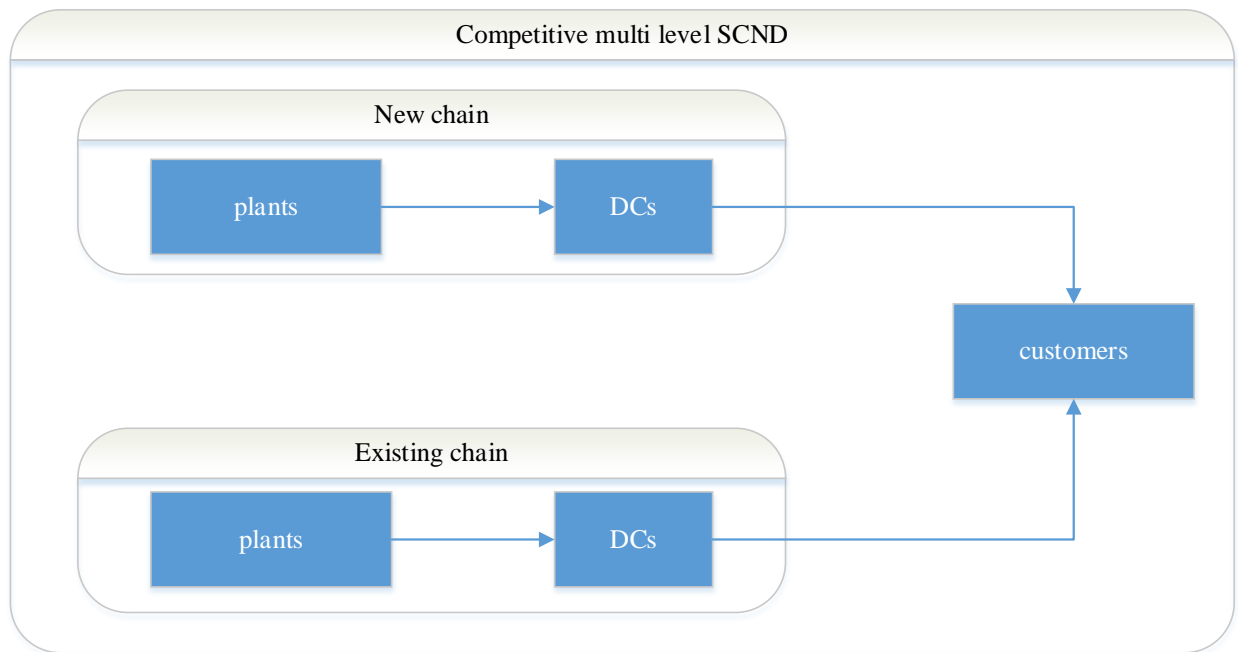 Competitive multi level SCND
New chain
plants
DCs
customers
Existing chain
plants
DCs